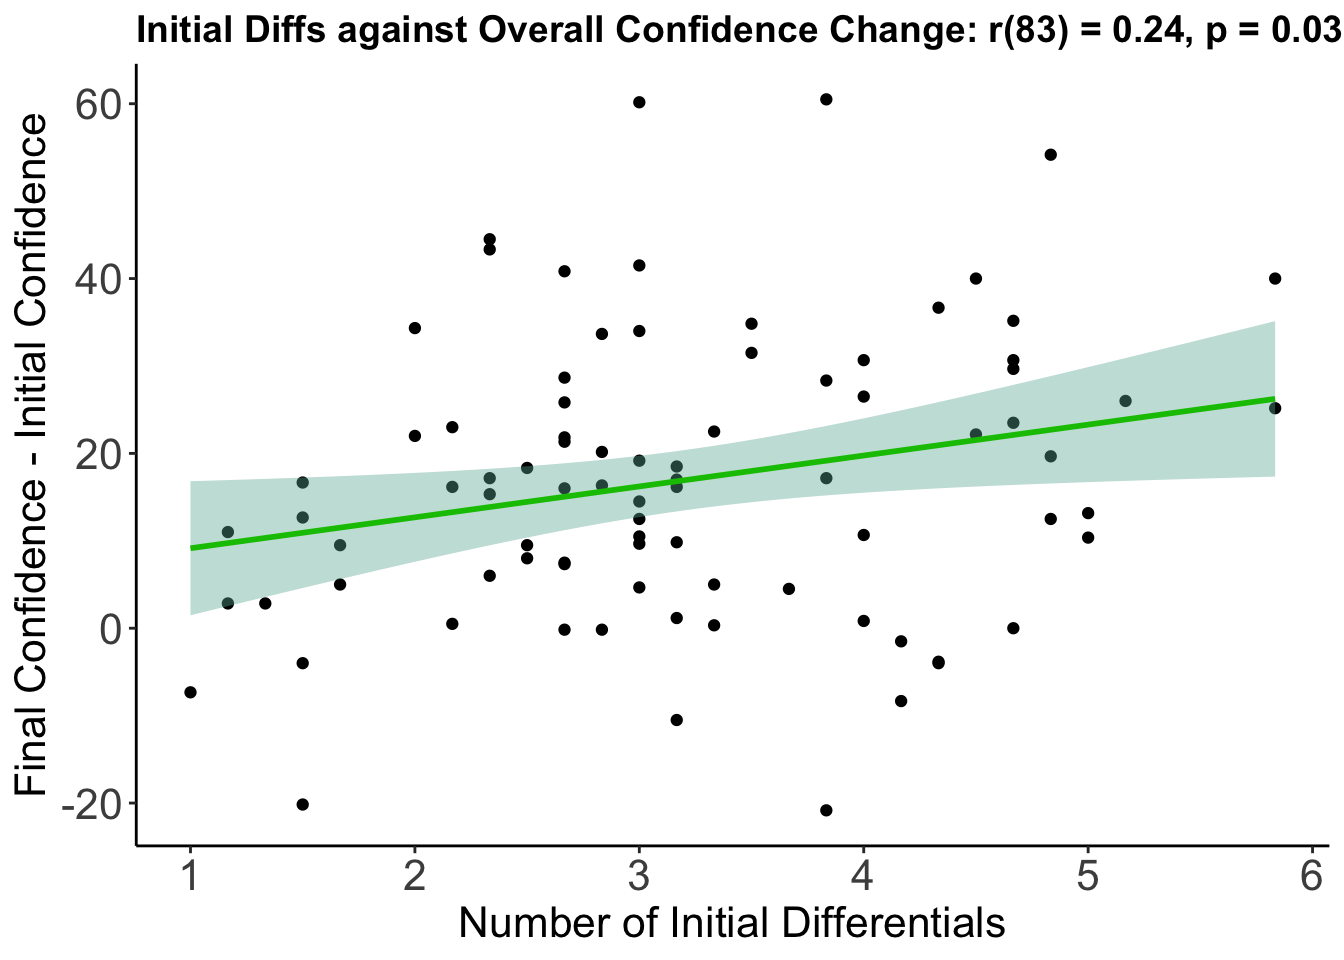 Initial Diffs against Overall Confidence Change: r(83) = 0.24, p = 0.03
Final Confidence - Initial Confidence
60
40
20
0
-20
1 2 3 4 5 6
Number of Initial Differentials